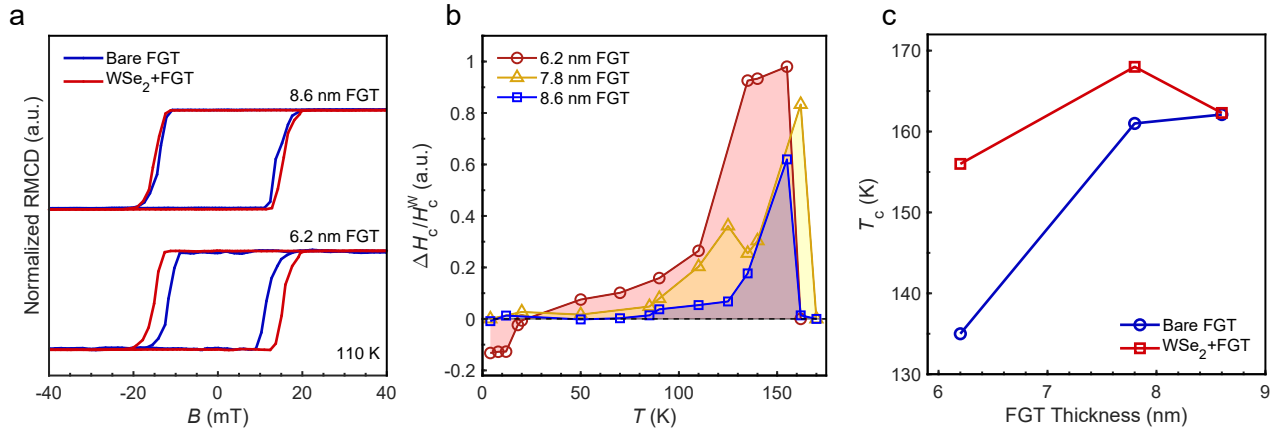 a
Bare FGT
WSe₂+FGT
8.6 nm FGT
6.2 nm FGT
110 K
Normalized RMCD (a.u.)
-40
-20
0
20
40
B (mT)
b
6.2 nm FGT
7.8 nm FGT
8.6 nm FGT
1
0.8
0.6
0.4
0.2
0
-0.2
ΔH_c/H_c^W (a.u.)
0
50
100
150
T (K)
c
170
160
150
140
130
T_c (K)
Bare FGT
WSe₂+FGT
6
7
8
9
FGT Thickness (nm)